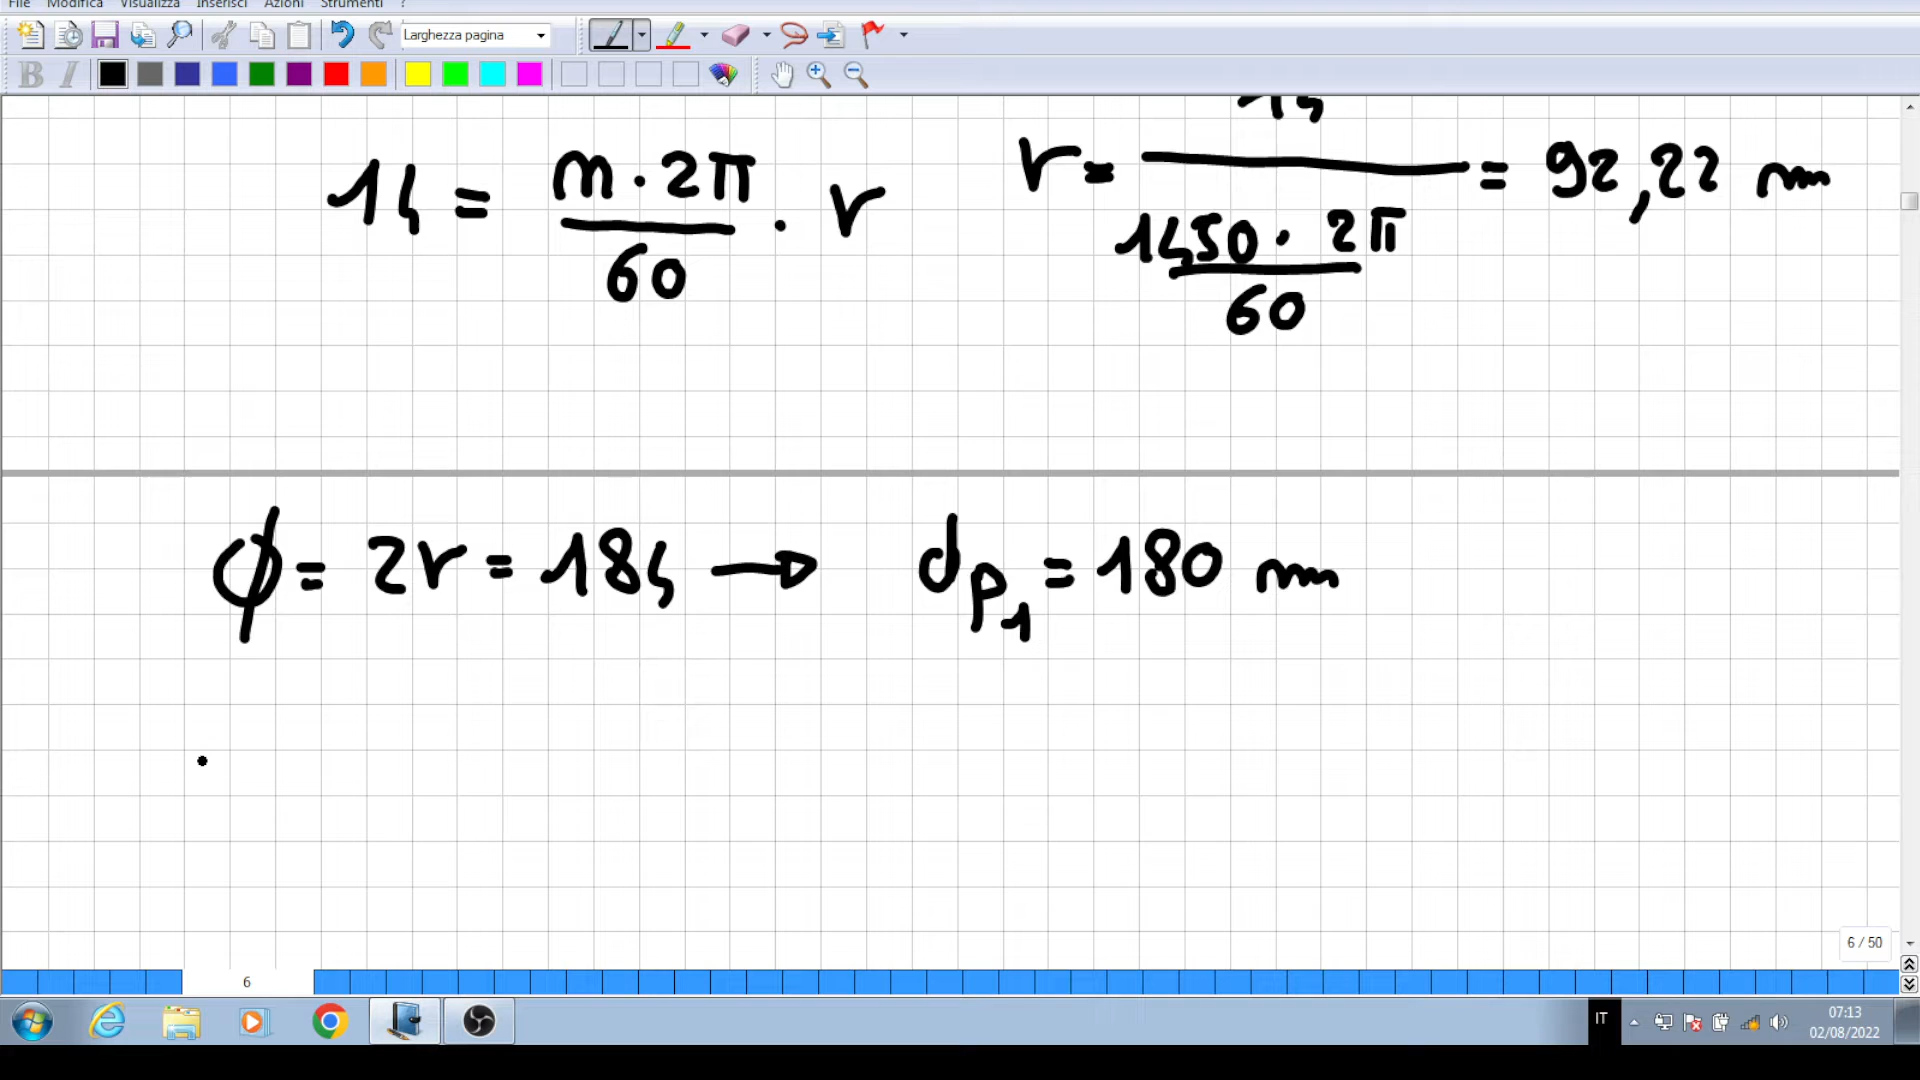 File Modifica Visualizza Inserisci Azioni Strumenti ?
Larghezza pagina
B I
14 = n · 2π / 60 · r
r = 14 / (1450 · 2π / 60) = 92,22 mm
ϕ = 2r = 184 → dp1 = 180 mm
6 / 50
6
IT
07:13
02/08/2022